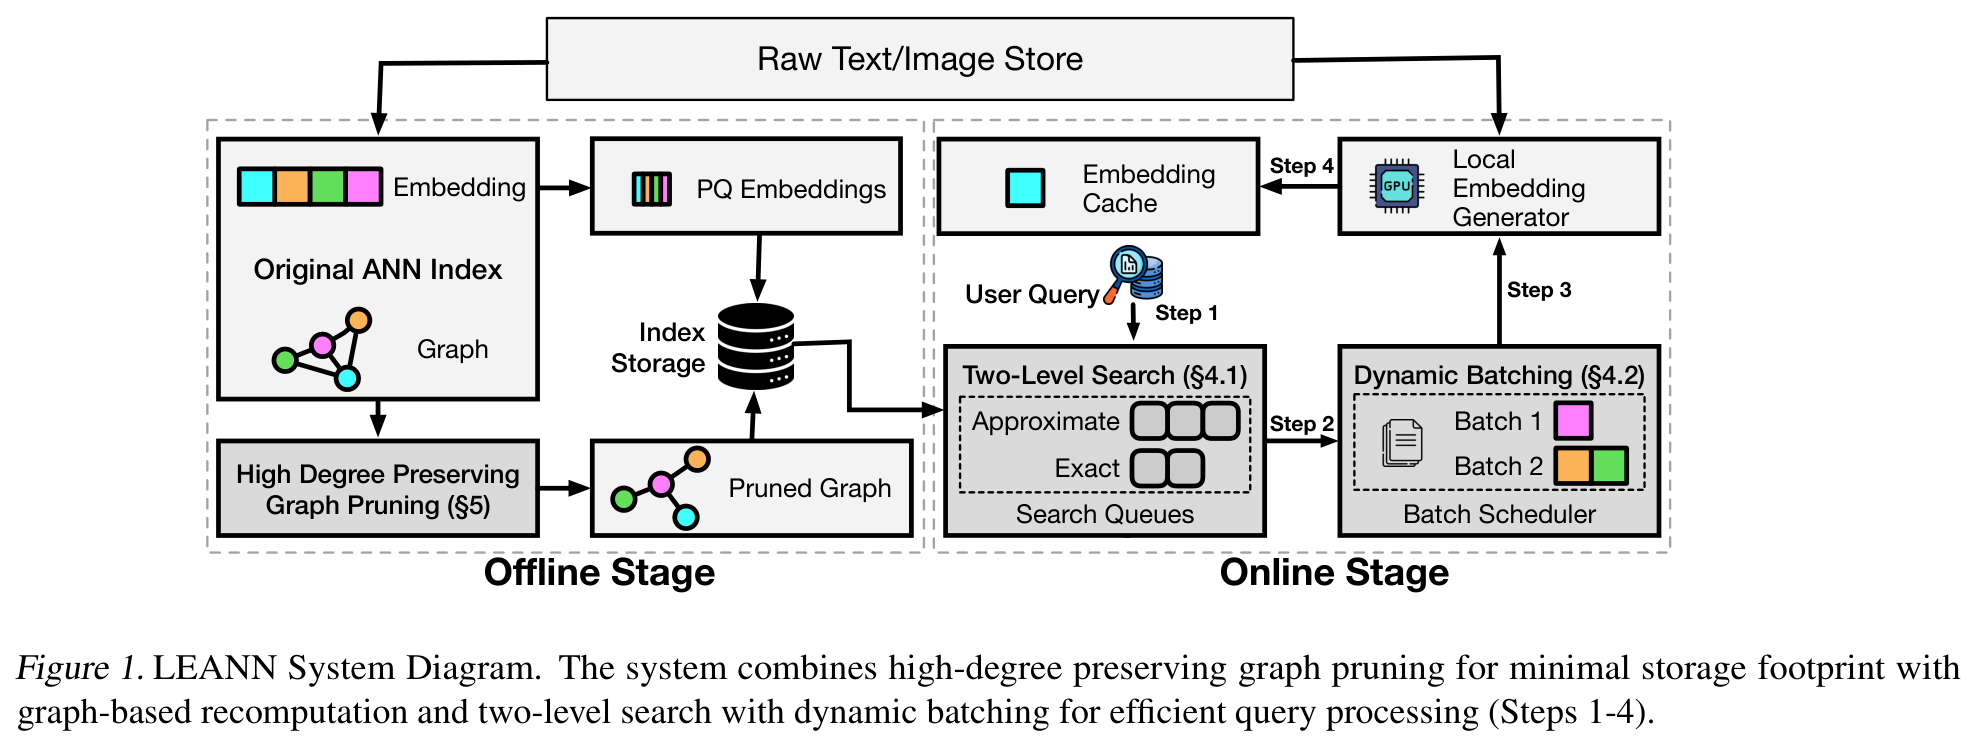 Raw Text/Image Store
Embedding
Original ANN Index
Graph
High Degree Preserving
Graph Pruning (§5)
PQ Embeddings
Index
Storage
Pruned Graph
Offline Stage
Embedding
Cache
Step 4
GPU
Local
Embedding
Generator
User Query
Step 1
Step 3
Two-Level Search (§4.1)
Approximate
Exact
Search Queues
Step 2
Dynamic Batching (§4.2)
Batch 1
Batch 2
Batch Scheduler
Online Stage
Figure 1. LEANN System Diagram. The system combines high-degree preserving graph pruning for minimal storage footprint with
graph-based recomputation and two-level search with dynamic batching for efficient query processing (Steps 1-4).